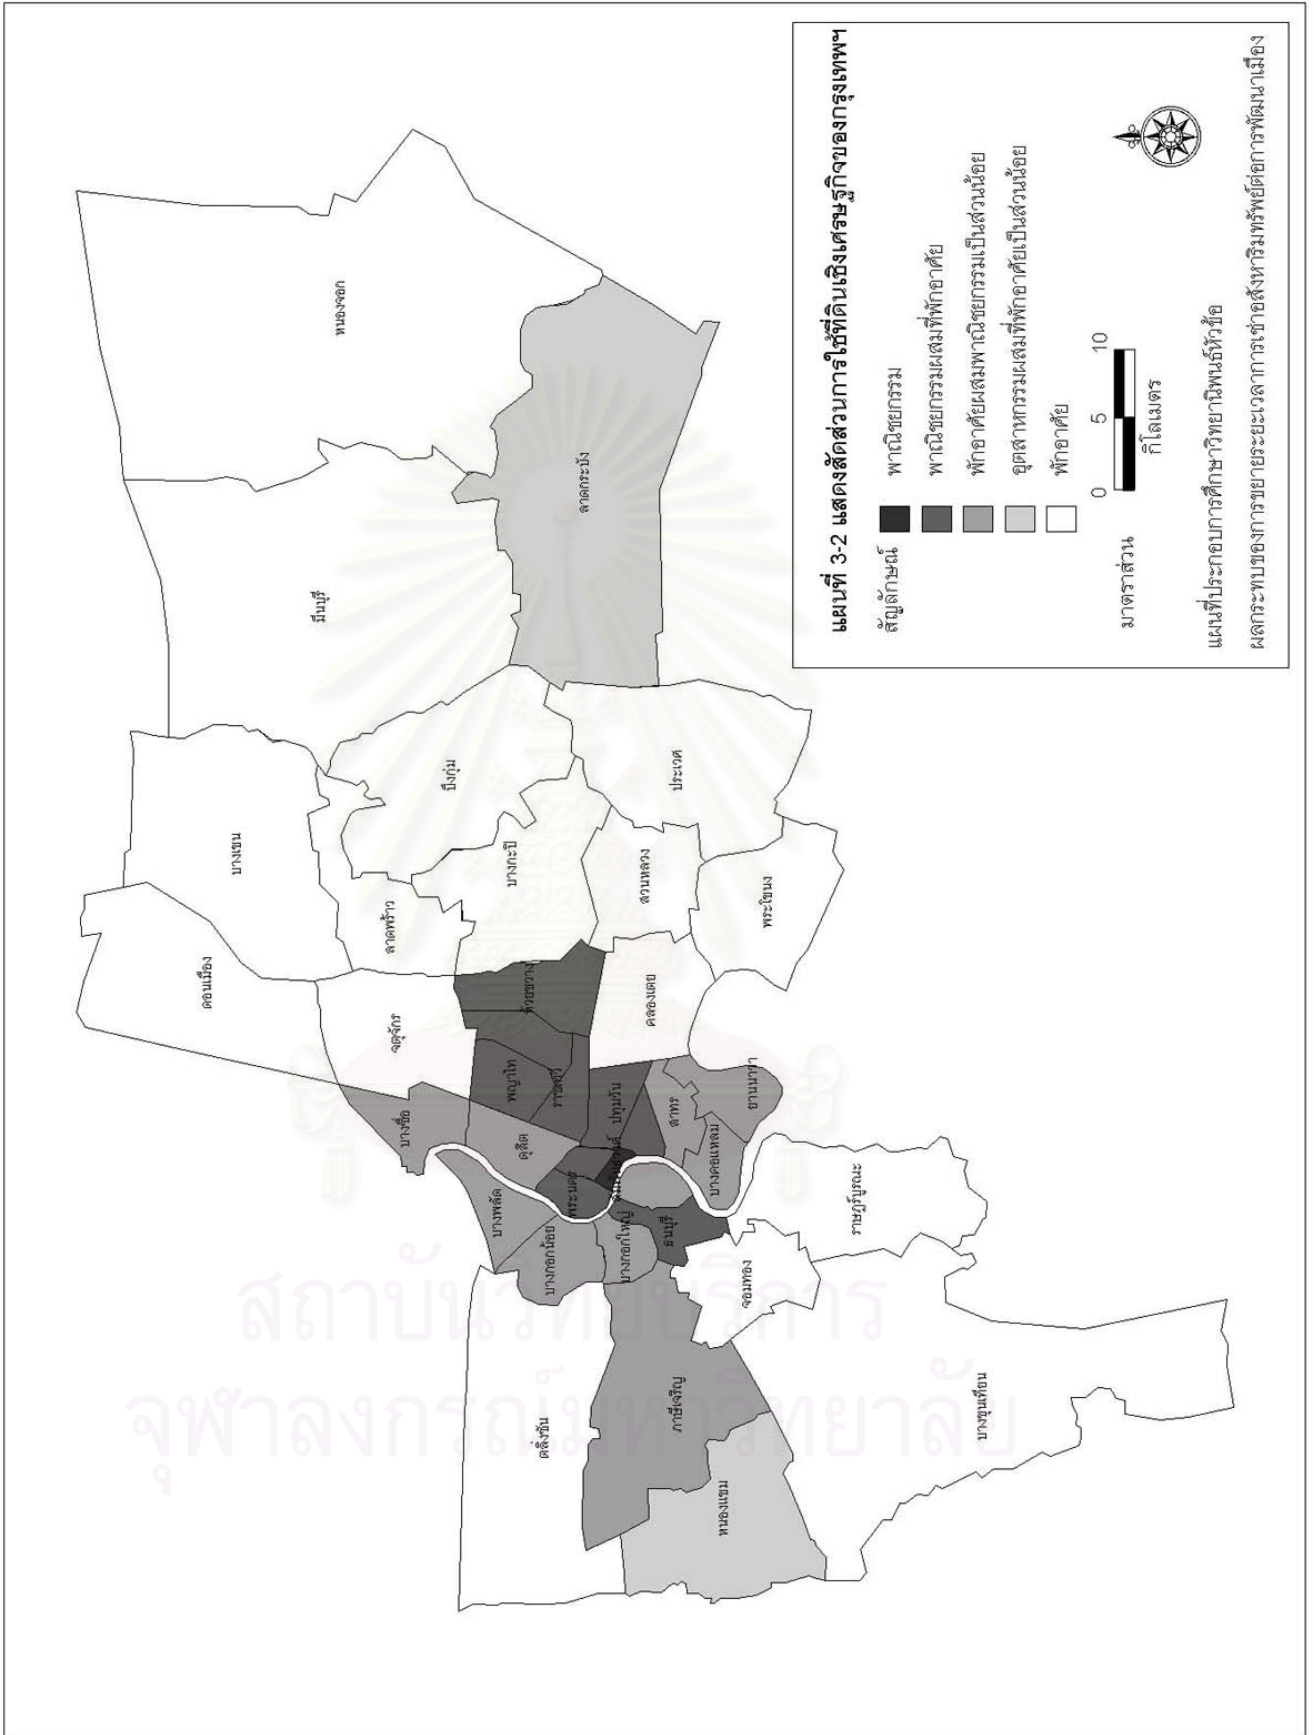 แผนที่ 3-2 แสดงสัดส่วนการใช้ที่ดินเชิงเศรษฐกิจของกรุงเทพฯ
สัญลักษณ์
พาณิชยกรรม
พาณิชยกรรมผสมที่พักอาศัย
พักอาศัยผสมพาณิชยกรรมเป็นส่วนน้อย
อุตสาหกรรมผสมที่พักอาศัยเป็นส่วนน้อย
พักอาศัย
มาตราส่วน
0 5 10
กิโลเมตร
แผนที่ประกอบการศึกษาวิทยานิพนธ์หัวข้อ
ผลกระทบของการขยายระยะเวลาการเช่าอสังหาริมทรัพย์ต่อการพัฒนาเมือง
หนองจอก
มีนบุรี
ลาดกระบัง
บางเขน
บึงกุ่ม
ประเวศ
ดอนเมือง
ลาดพร้าว
บางกะปิ
สวนหลวง
พระโขนง
จตุจักร
ห้วยขวาง
คลองเตย
บางซื่อ
พญาไท
ราชเทวี
ปทุมวัน
สาทร
ยานนาวา
ดุสิต
บางคอแหลม
บางพลัด
พระนคร
บางกอกน้อย
บางกอกใหญ่
ธนบุรี
ราษฎร์บูรณะ
จอมทอง
ตลิ่งชัน
ภาษีเจริญ
บางขุนเทียน
หนองแขม
สถาบันวิทยบริการ
จุฬาลงกรณ์มหาวิทยาลัย